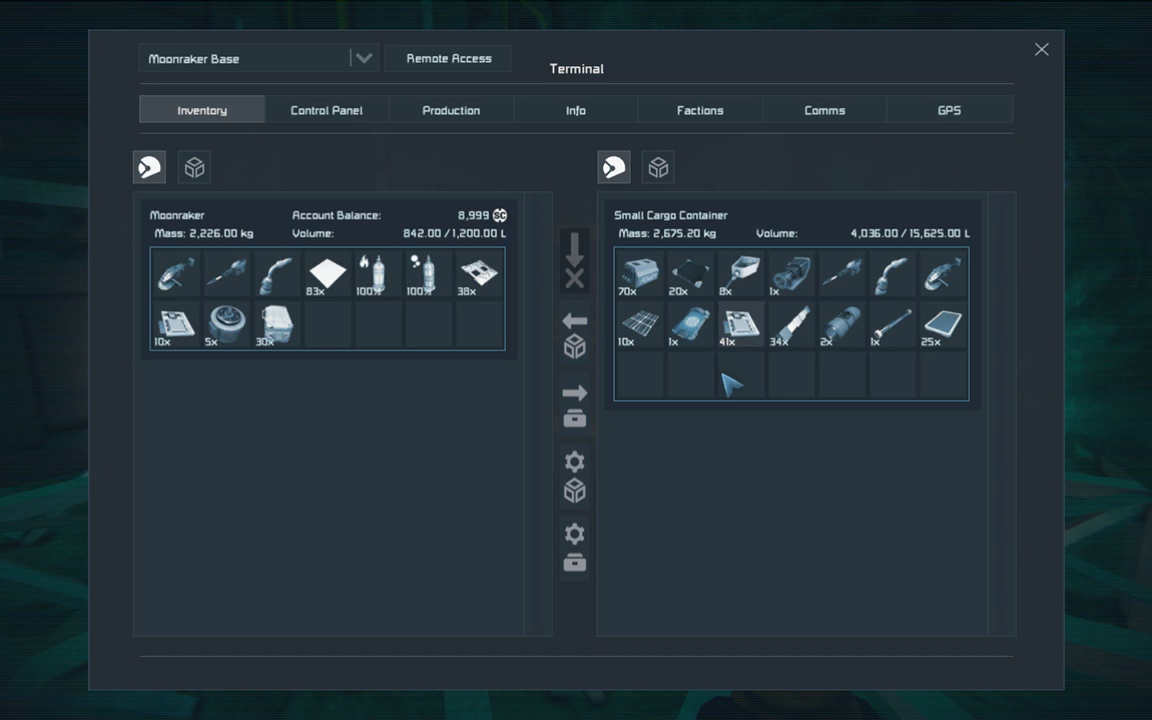 Moonraker Base
Remote Access
Terminal
Inventory
Control Panel
Production
Info
Factions
Comms
GPS
Moonraker Account Balance: 8,999 SC
Mass: 2,226.00 kg Volume: 842.00 / 1,200.00 L
83x 100% 100% 38x
10x 5x 30x
Small Cargo Container
Mass: 2,675.20 kg Volume: 4,036.00 / 15,625.00 L
70x 20x 8x 1x
10x 1x 41x 34x 2x 1x 25x